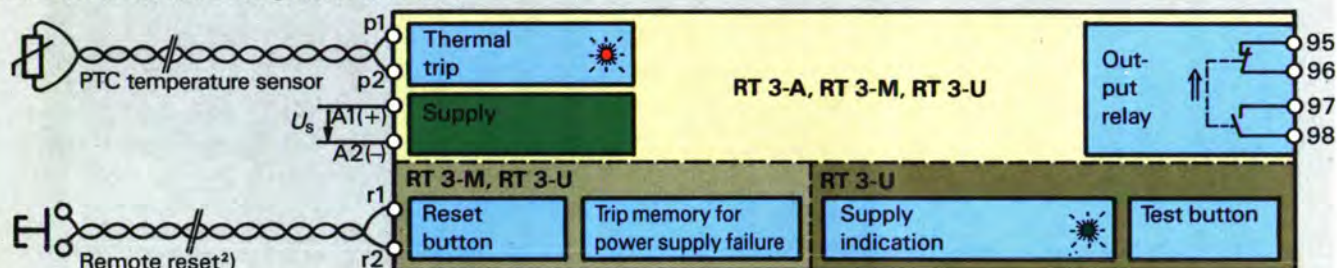 p1
Thermal
trip
PTC temperature sensor
p2
Us
A1(+)
Supply
A2(–)
RT 3-A, RT 3-M, RT 3-U
Out-
put
relay
95
96
97
98
RT 3-M, RT 3-U
RT 3-U
r1
Reset
button
Trip memory for
power supply failure
Supply
indication
Test button
Remote reset²)
r2